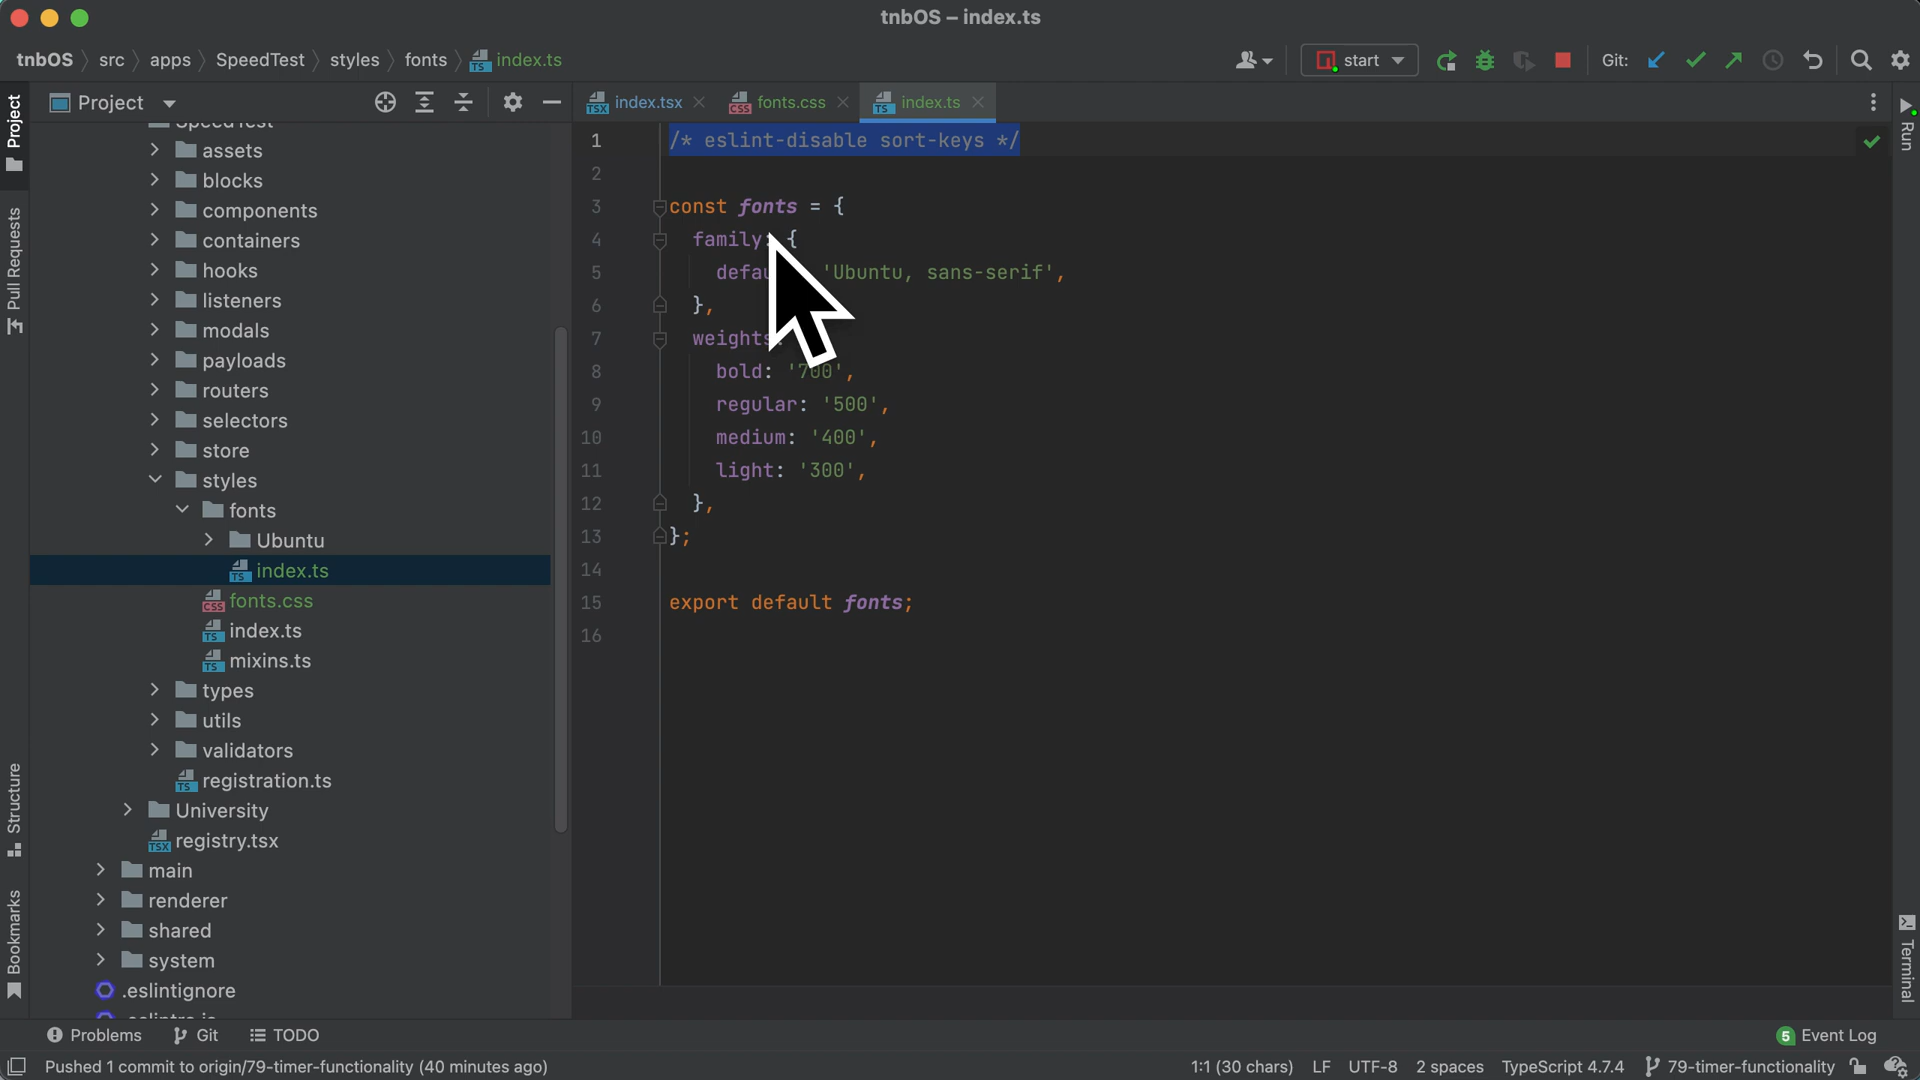 tnbOS – index.ts
tnbOS src apps SpeedTest styles fonts index.ts
start Git:
Project
index.tsx fonts.css index.ts
Project
Pull Requests
Structure
Bookmarks
SpeedTest
assets
blocks
components
containers
hooks
listeners
modals
payloads
routers
selectors
store
styles
fonts
Ubuntu
index.ts
fonts.css
index.ts
mixins.ts
types
utils
validators
registration.ts
University
registry.tsx
main
renderer
shared
system
.eslintignore
1 /* eslint-disable sort-keys */
2
3 const fonts = {
4 family: {
5 defau 'Ubuntu, sans-serif',
6 },
7 weights:
8 bold: '700',
9 regular: '500',
10 medium: '400',
11 light: '300',
12 },
13 };
14
15 export default fonts;
16
Run
Terminal
Problems Git TODO
5 Event Log
Pushed 1 commit to origin/79-timer-functionality (40 minutes ago)
1:1 (30 chars) LF UTF-8 2 spaces TypeScript 4.7.4 79-timer-functionality